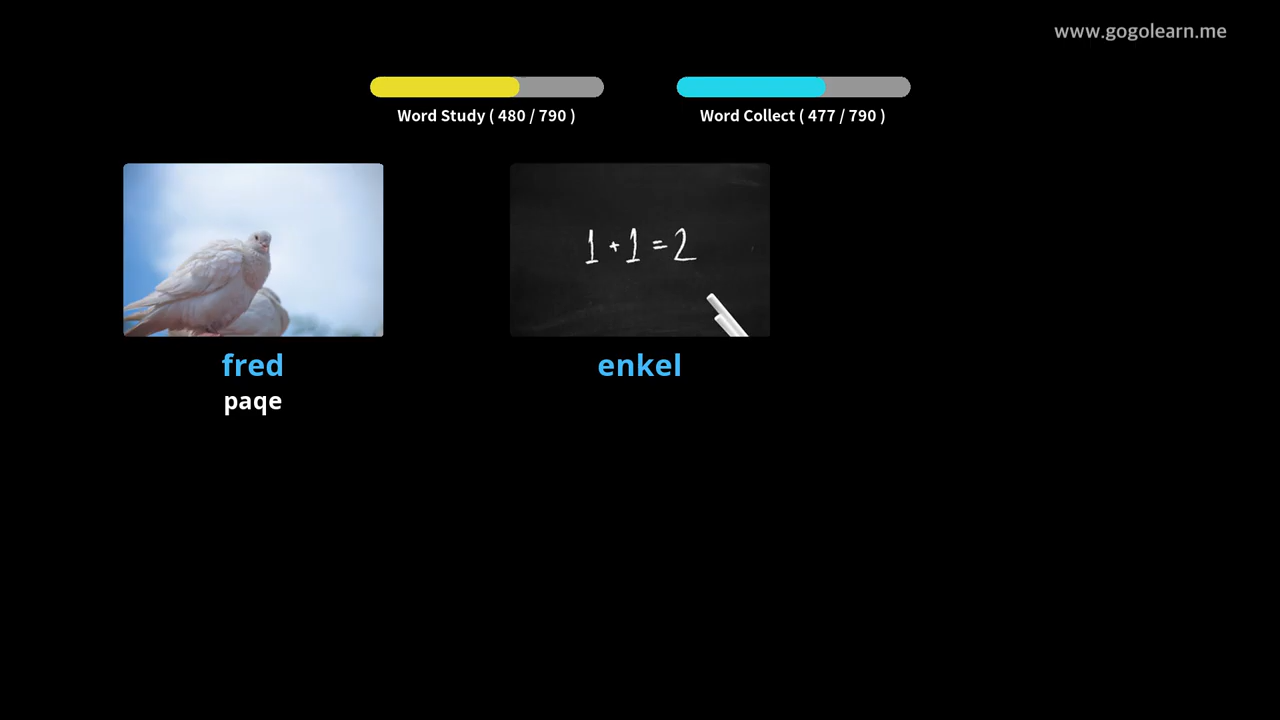 www.gogolearn.me
Word Study ( 480 / 790 )
Word Collect ( 477 / 790 )
1 + 1 = 2
fred
enkel
paqe